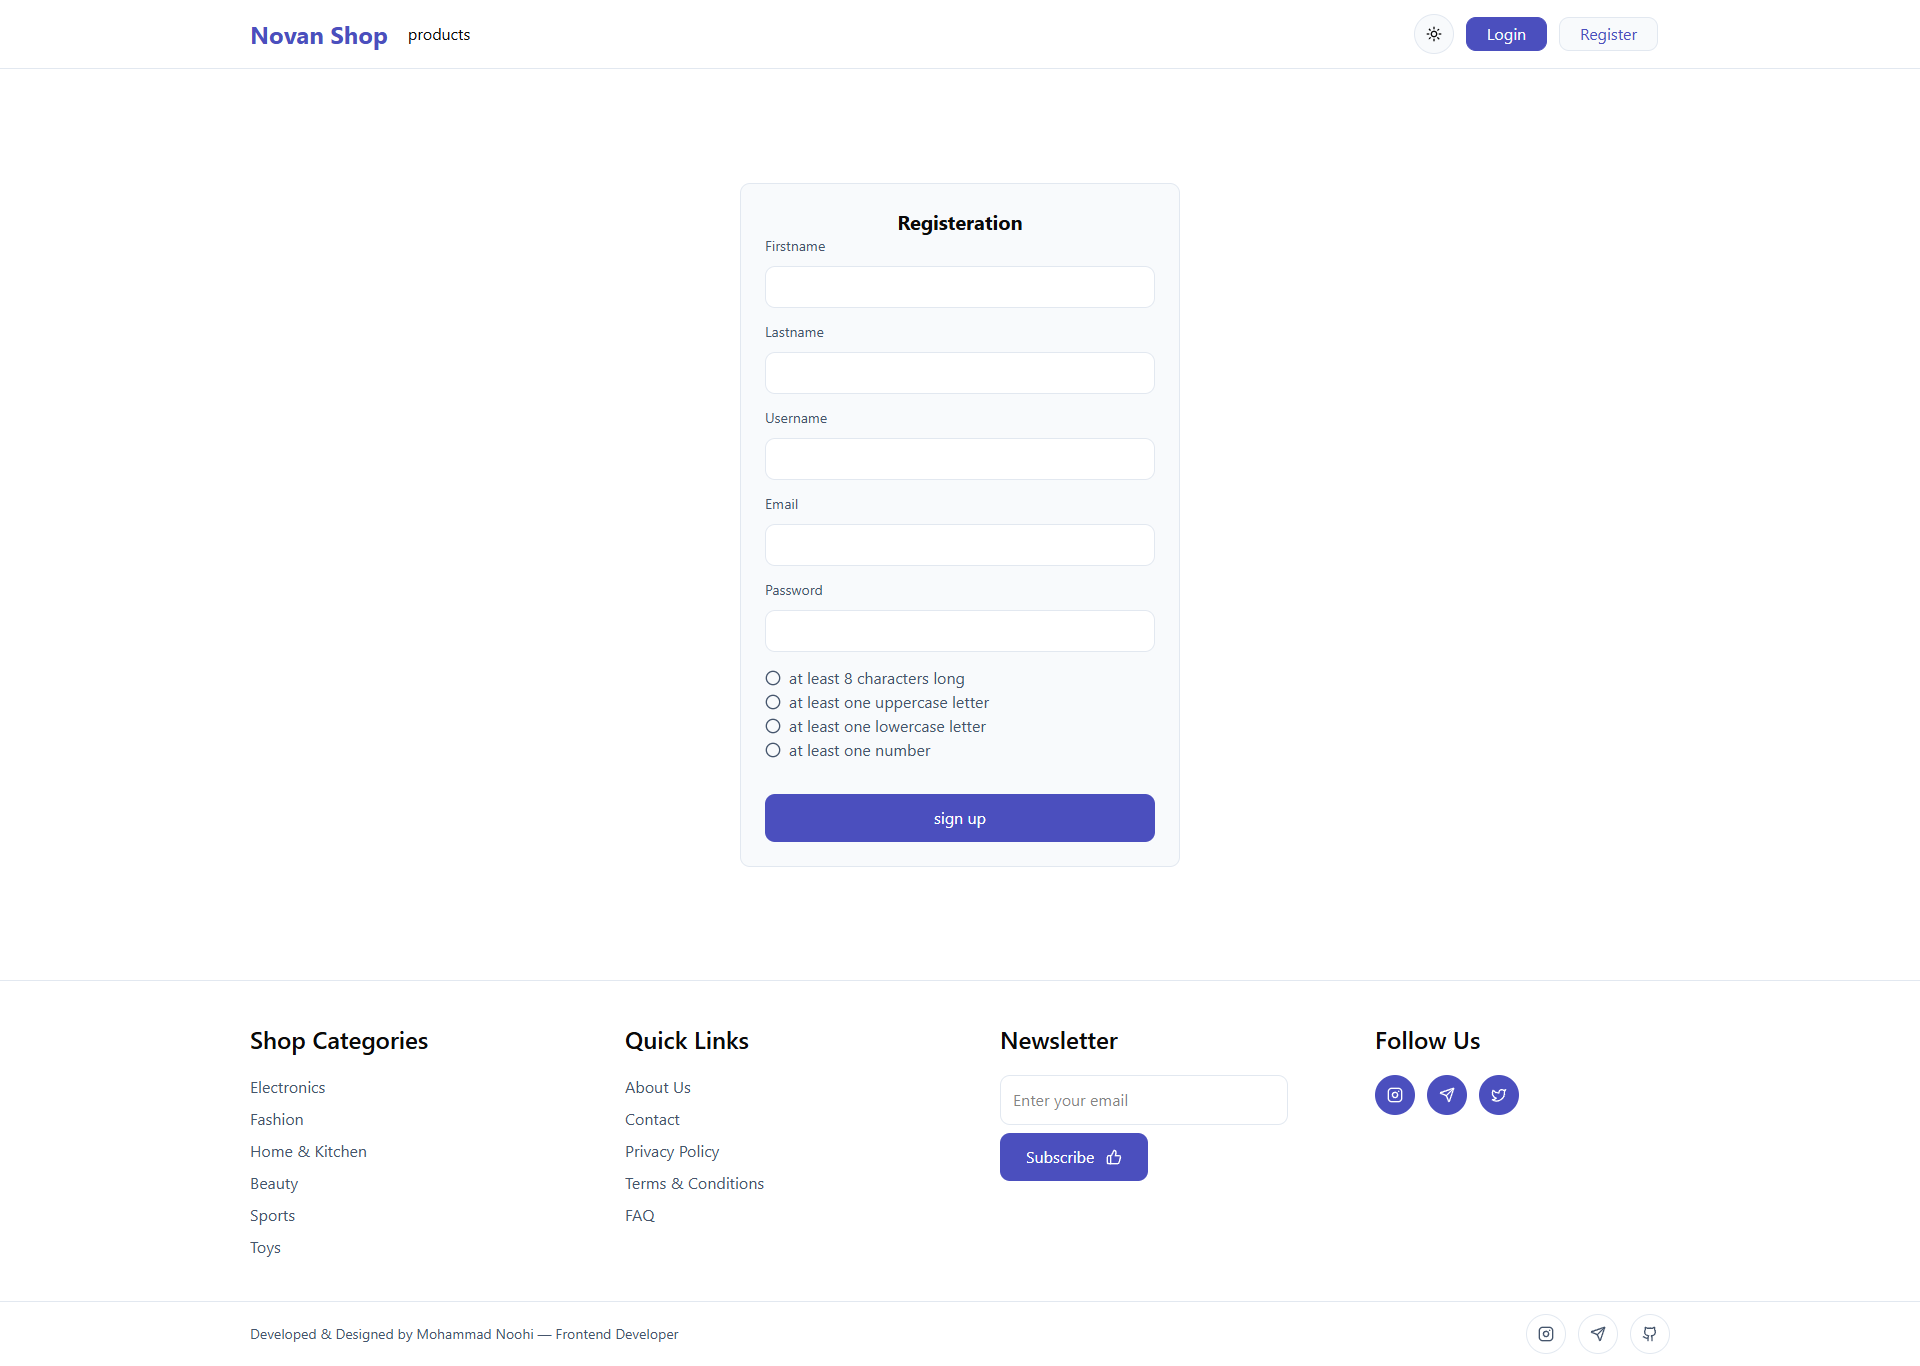 Novan Shop products Login Register
Registeration
Firstname
Lastname
Username
Email
Password
at least 8 characters long
at least one uppercase letter
at least one lowercase letter
at least one number
sign up
Shop Categories
Electronics
Fashion
Home & Kitchen
Beauty
Sports
Toys
Quick Links
About Us
Contact
Privacy Policy
Terms & Conditions
FAQ
Newsletter
Enter your email
Subscribe
Follow Us
Developed & Designed by Mohammad Noohi — Frontend Developer